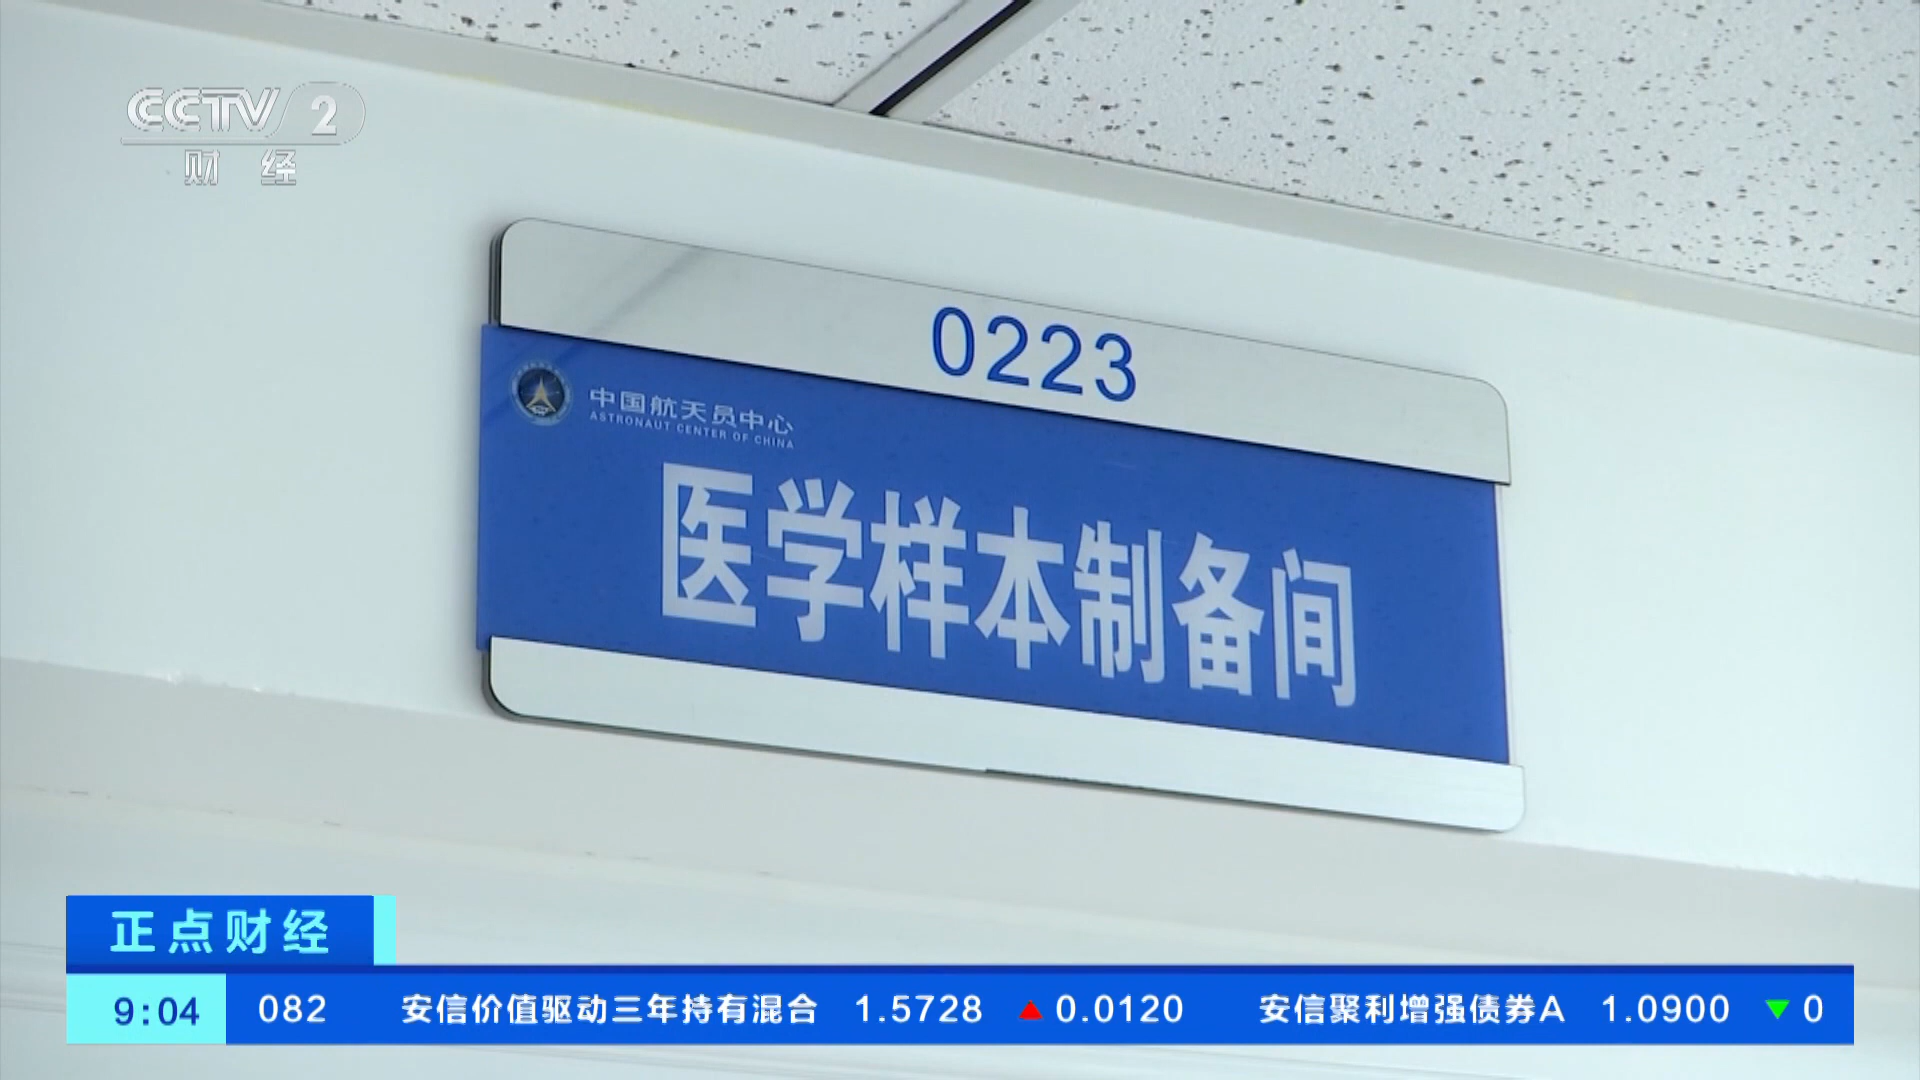 CCTV 2
财 经
0223
中国航天员中心
ASTRONAUT CENTER OF CHINA
医学样本制备间
正点财经
9:04 082 安信价值驱动三年持有混合 1.5728 ▲ 0.0120 安信聚利增强债券A 1.0900 ▼ 0